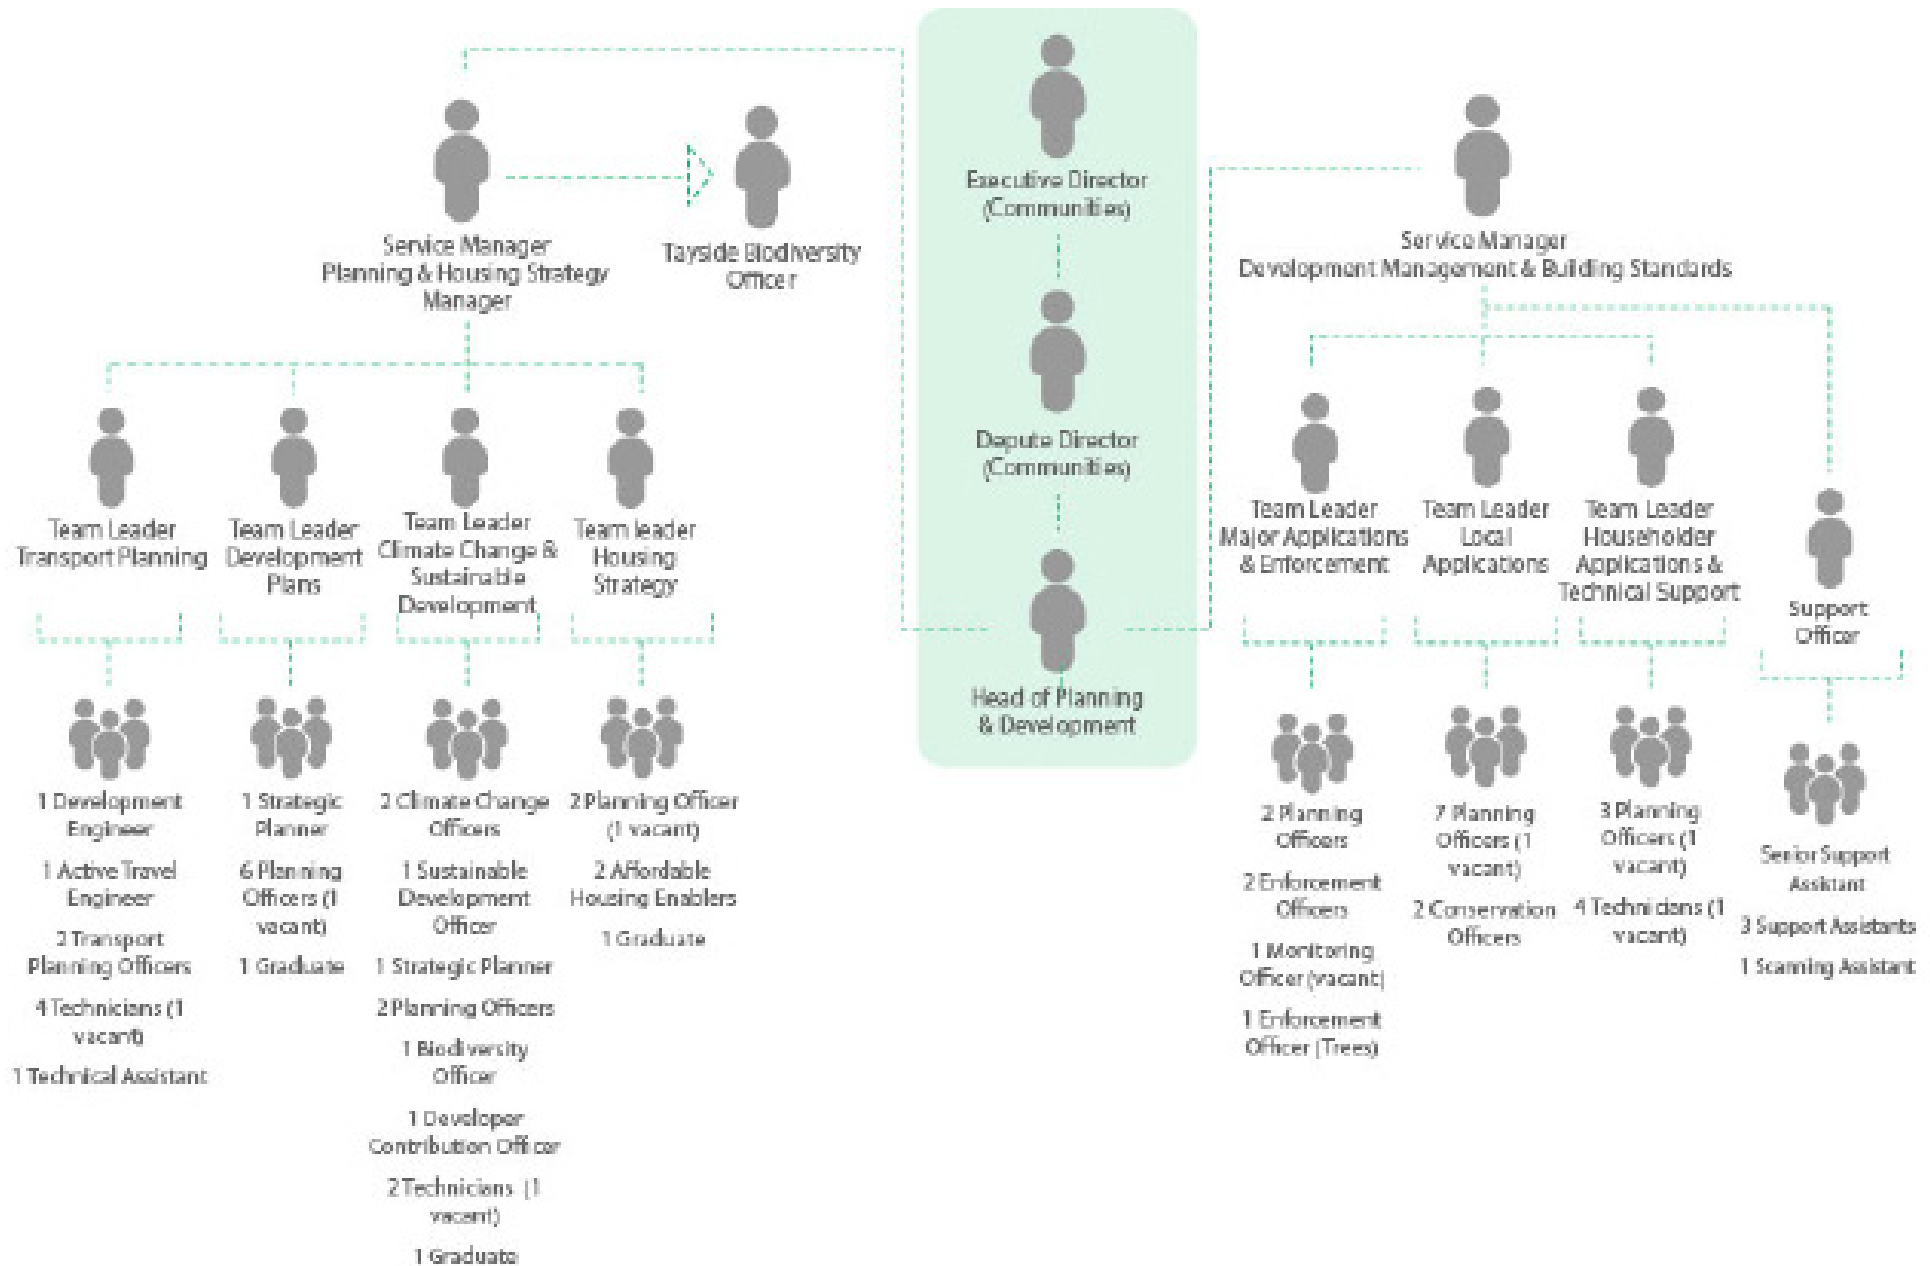 Executive Director
(Communities)
Depute Director
(Communities)
Head of Planning
& Development
Service Manager
Planning & Housing Strategy
Manager
Tayside Biodiversity
Officer
Team Leader
Transport Planning
1 Development
Engineer
1 Active Travel
Engineer
2 Transport
Planning Officers
4 Technicians (1
vacant)
1 Technical Assistant
Team Leader
Development
Plans
1 Strategic
Planner
6 Planning
Officers (1
vacant)
1 Graduate
Team Leader
Climate Change &
Sustainable
Development
2 Climate Change
Officers
1 Sustainable
Development
Officer
1 Strategic Planner
2 Planning Officers
1 Biodiversity
Officer
1 Developer
Contribution Officer
2 Technicians (1
vacant)
1 Graduate
Team leader
Housing
Strategy
2 Planning Officer
(1 vacant)
2 Affordable
Housing Enablers
1 Graduate
Service Manager
Development Management & Building Standards
Team Leader
Major Applications
& Enforcement
2 Planning
Officers
2 Enforcement
Officers
1 Monitoring
Officer (vacant)
1 Enforcement
Officer (Trees)
Team Leader
Local
Applications
7 Planning
Officers (1
vacant)
2 Conservation
Officers
Team Leader
Householder
Applications &
Technical Support
3 Planning
Officers (1
vacant)
4 Technicians (1
vacant)
Support
Officer
Senior Support
Assistant
3 Support Assistants
1 Scanning Assistant